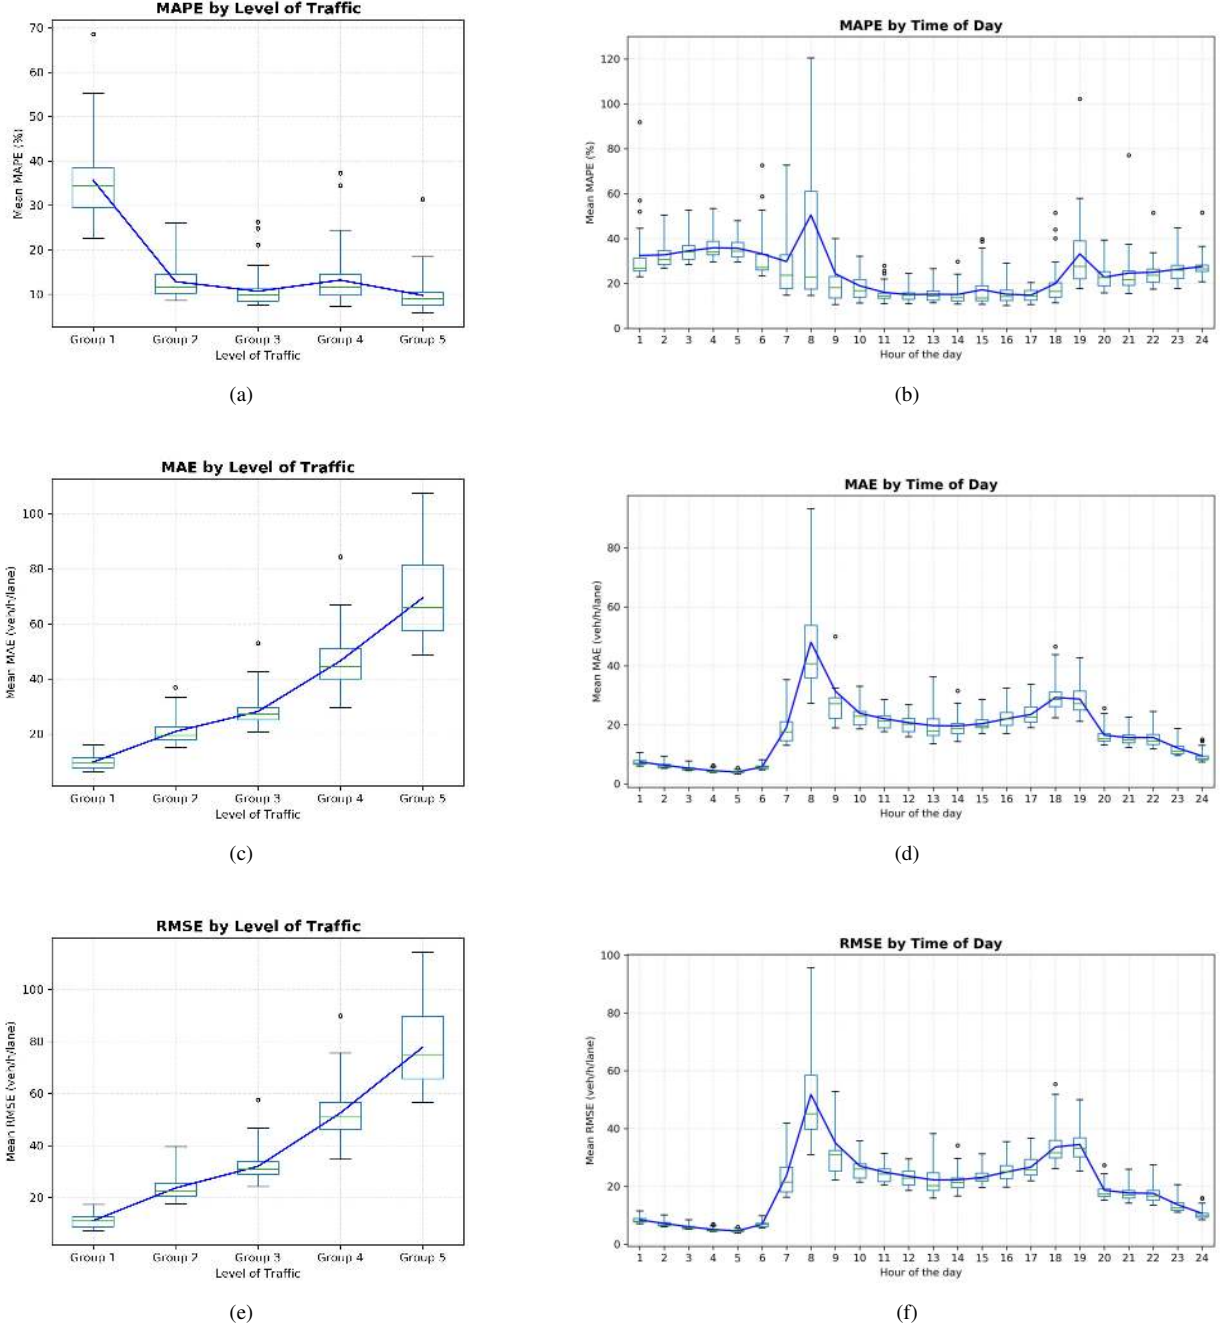 MAPE by Level of Traffic
70
60
50
40
30
20
10
Mean MAPE (%)
Group 1 Group 2 Group 3 Group 4 Group 5
Level of Traffic
(a)
MAPE by Time of Day
120
100
80
60
40
20
0
Mean MAPE (%)
1 2 3 4 5 6 7 8 9 10 11 12 13 14 15 16 17 18 19 20 21 22 23 24
Hour of the day
(b)
MAE by Level of Traffic
100
80
60
40
20
Mean MAE (veh/h/lane)
Group 1 Group 2 Group 3 Group 4 Group 5
Level of Traffic
(c)
MAE by Time of Day
80
60
40
20
0
Mean MAE (veh/h/lane)
1 2 3 4 5 6 7 8 9 10 11 12 13 14 15 16 17 18 19 20 21 22 23 24
Hour of the day
(d)
RMSE by Level of Traffic
100
80
60
40
20
Mean RMSE (veh/h/lane)
Group 1 Group 2 Group 3 Group 4 Group 5
Level of Traffic
(e)
RMSE by Time of Day
100
80
60
40
20
0
Mean RMSE (veh/h/lane)
1 2 3 4 5 6 7 8 9 10 11 12 13 14 15 16 17 18 19 20 21 22 23 24
Hour of the day
(f)